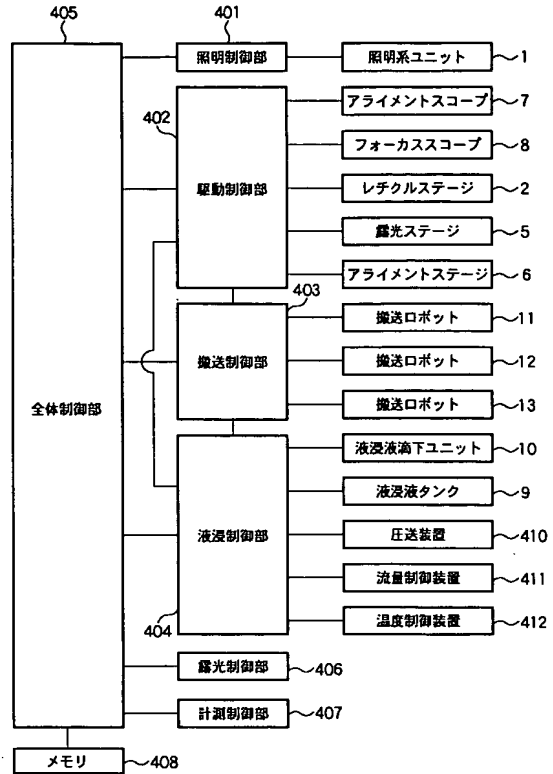 405
401
照明制御部
照明系ユニット
1
402
駆動制御部
アライメントスコープ
7
フォーカススコープ
8
レチクルステージ
2
露光ステージ
5
アライメントステージ
6
403
全体制御部
搬送制御部
搬送ロボット
11
搬送ロボット
12
搬送ロボット
13
液浸制御部
液浸液滴下ユニット
10
液浸液タンク
9
圧送装置
410
流量制御装置
411
温度制御装置
412
404
露光制御部
406
計測制御部
407
メモリ
408